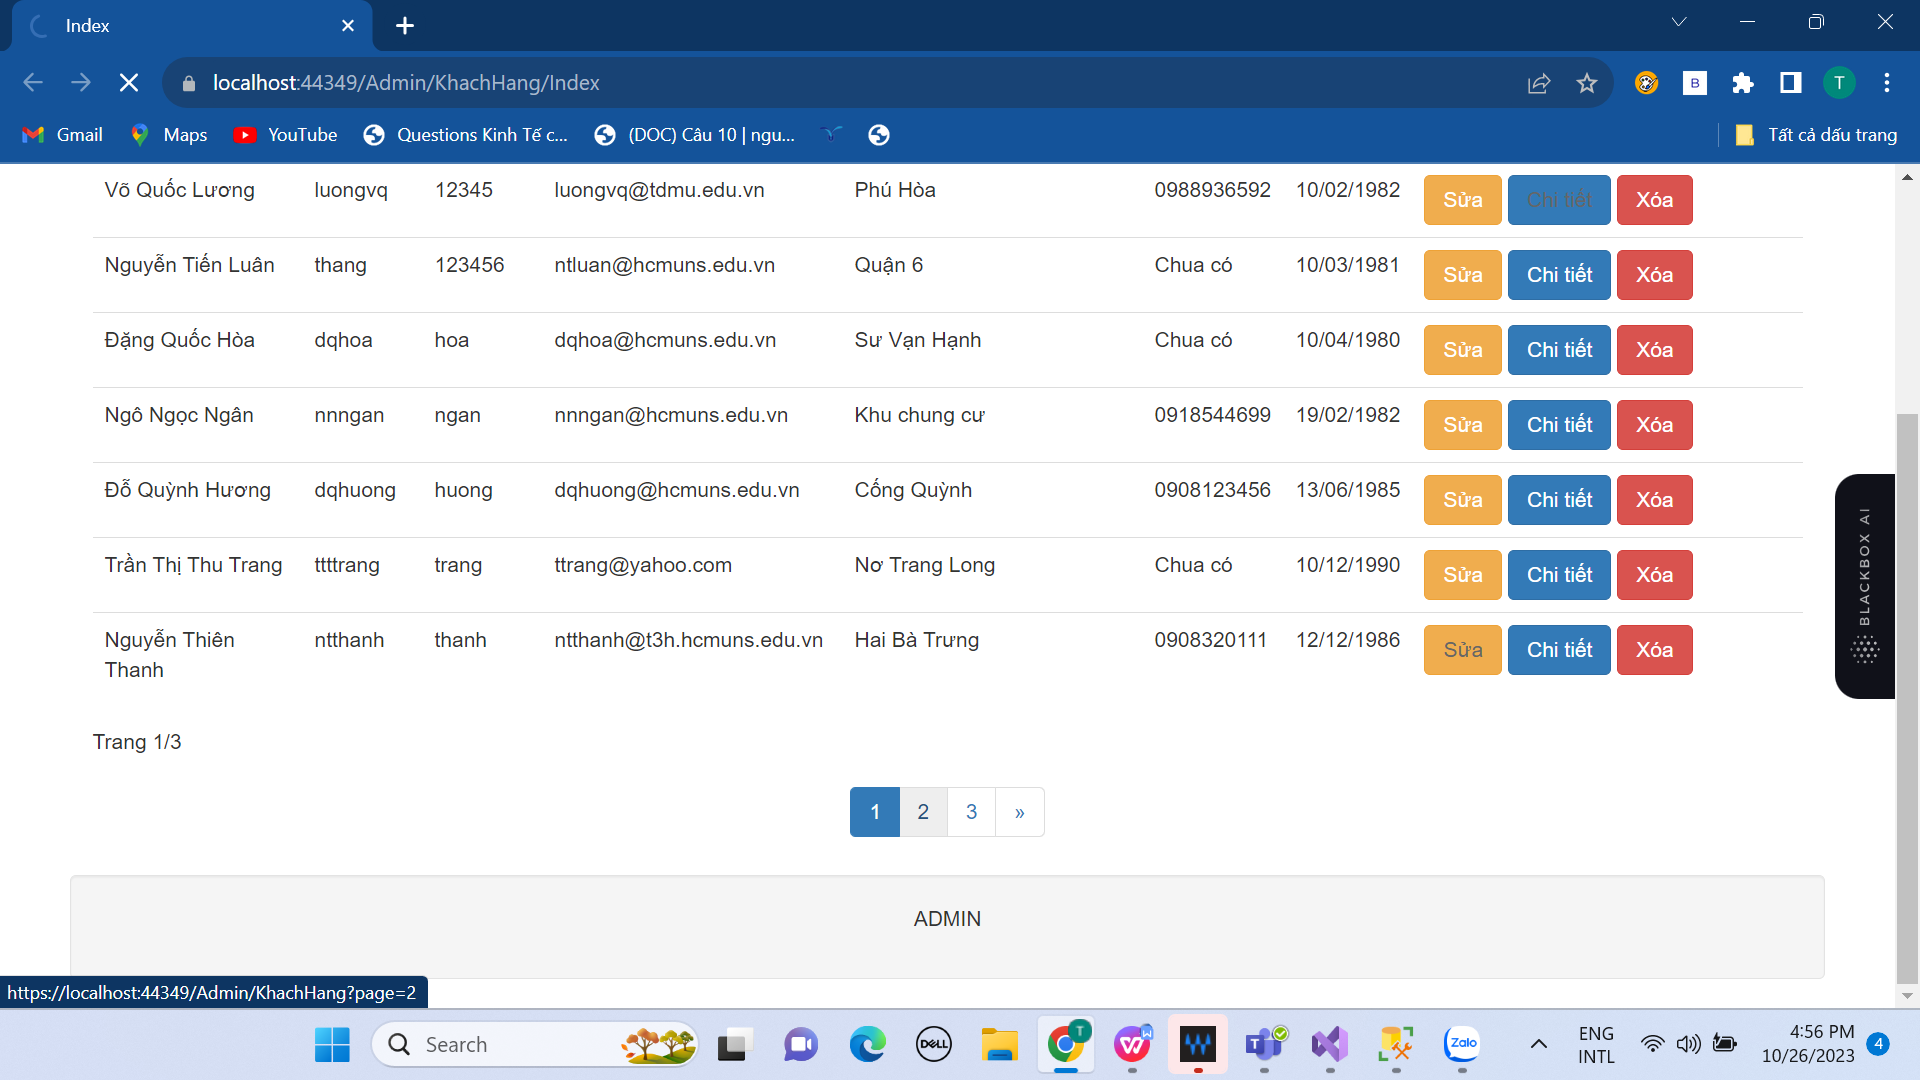 Index
localhost:44349/Admin/KhachHang/Index
T
Gmail
Maps
YouTube
Questions Kinh Tế c...
(DOC) Câu 10 | ngu...
Tất cả dấu trang
Võ Quốc Lương luongvq 12345 luongvq@tdmu.edu.vn Phú Hòa 0988936592 10/02/1982 Sửa Chi tiết Xóa
Nguyễn Tiến Luân thang 123456 ntluan@hcmuns.edu.vn Quận 6 Chua có 10/03/1981 Sửa Chi tiết Xóa
Đặng Quốc Hòa dqhoa hoa dqhoa@hcmuns.edu.vn Sư Vạn Hạnh Chua có 10/04/1980 Sửa Chi tiết Xóa
Ngô Ngọc Ngân nnngan ngan nnngan@hcmuns.edu.vn Khu chung cư 0918544699 19/02/1982 Sửa Chi tiết Xóa
Đỗ Quỳnh Hương dqhuong huong dqhuong@hcmuns.edu.vn Cống Quỳnh 0908123456 13/06/1985 Sửa Chi tiết Xóa
Trần Thị Thu Trang ttttrang trang ttrang@yahoo.com Nơ Trang Long Chua có 10/12/1990 Sửa Chi tiết Xóa
Nguyễn Thiên ntthanh thanh ntthanh@t3h.hcmuns.edu.vn Hai Bà Trưng 0908320111 12/12/1986 Sửa Chi tiết Xóa
Thanh
BLACKBOX AI
Trang 1/3
1 2 3 »
ADMIN
https://localhost:44349/Admin/KhachHang?page=2
Search
DELL
T
Zalo
ENG
INTL
4:56 PM
10/26/2023
4